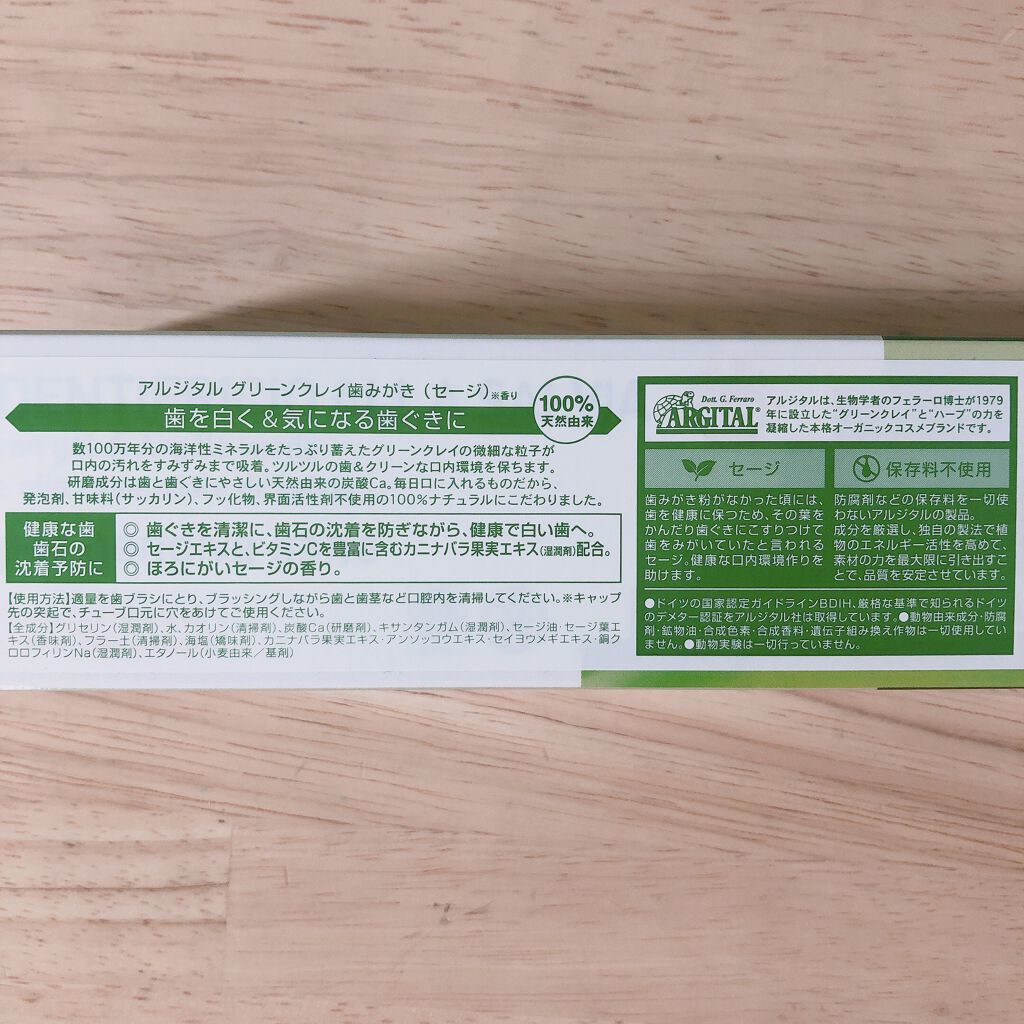 アルジタル グリーンクレイ歯みがき（セージ）※香り
歯を白く＆気になる歯ぐきに
100%
天然由来
数100万年分の海洋性ミネラルをたっぷり蓄えたグリーンクレイの微細な粒子が
口内の汚れをすみずみまで吸着。ツルツルの歯＆クリーンな口内環境を保ちます。
研磨成分は歯と歯ぐきにやさしい天然由来の炭酸Ca。毎日口に入れるものだから、
発泡剤、甘味料（サッカリン）、フッ化物、界面活性剤不使用の100%ナチュラルにこだわりました。
健康な歯
歯石の
沈着予防に
◎ 歯ぐきを清潔に、歯石の沈着を防ぎながら、健康で白い歯へ。
◎ セージエキスと、ビタミンCを豊富に含むカニナバラ果実エキス（湿潤剤）配合。
◎ ほろにがいセージの香り。
【使用方法】適量を歯ブラシにとり、ブラッシングしながら歯と歯茎など口腔内を清掃してください。※キャップ
先の突起で、チューブ口元に穴をあけてご使用ください。
【全成分】グリセリン（湿潤剤）、水、カオリン（清掃剤）、炭酸Ca（研磨剤）、キサンタンガム（湿潤剤）、セージ油・セージ葉エ
キス（香味剤）、フラー土（清掃剤）、海塩（矯味剤）、カニナバラ果実エキス・アンソッコウエキス・セイヨウメギエキス・銅ク
ロロフィリンNa（湿潤剤）、エタノール（小麦由来／基剤）
Dott. G. Ferraro
ARGITAL®
アルジタルは、生物学者のフェラーロ博士が1979
年に設立した“グリーンクレイ”と“ハーブ”の力を
凝縮した本格オーガニックコスメブランドです。
セージ
歯みがき粉がなかった頃には、
歯を健康に保つため、その葉を
かんだり歯ぐきにこすりつけて
歯をみがいていたと言われる
セージ。健康な口内環境作りを
助けます。
保存料不使用
防腐剤などの保存料を一切使
わないアルジタルの製品。
成分を厳選し、独自の製法で植
物のエネルギー活性を高めて、
素材の力を最大限に引き出すこ
とで、品質を安定させています。
●ドイツの国家認定ガイドラインBDIH、厳格な基準で知られるドイツ
のデメター認証をアルジタル社は取得しています。●動物由来成分・防腐
剤・鉱物油・合成色素・合成香料・遺伝子組み換え作物は一切使用してい
ません。●動物実験は一切行っていません。